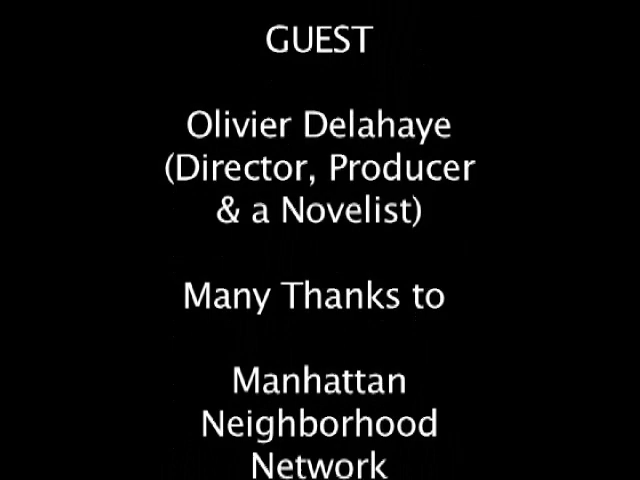 GUEST
Olivier Delahaye
(Director, Producer
& a Novelist)
Many Thanks to
Manhattan
Neighborhood
Network